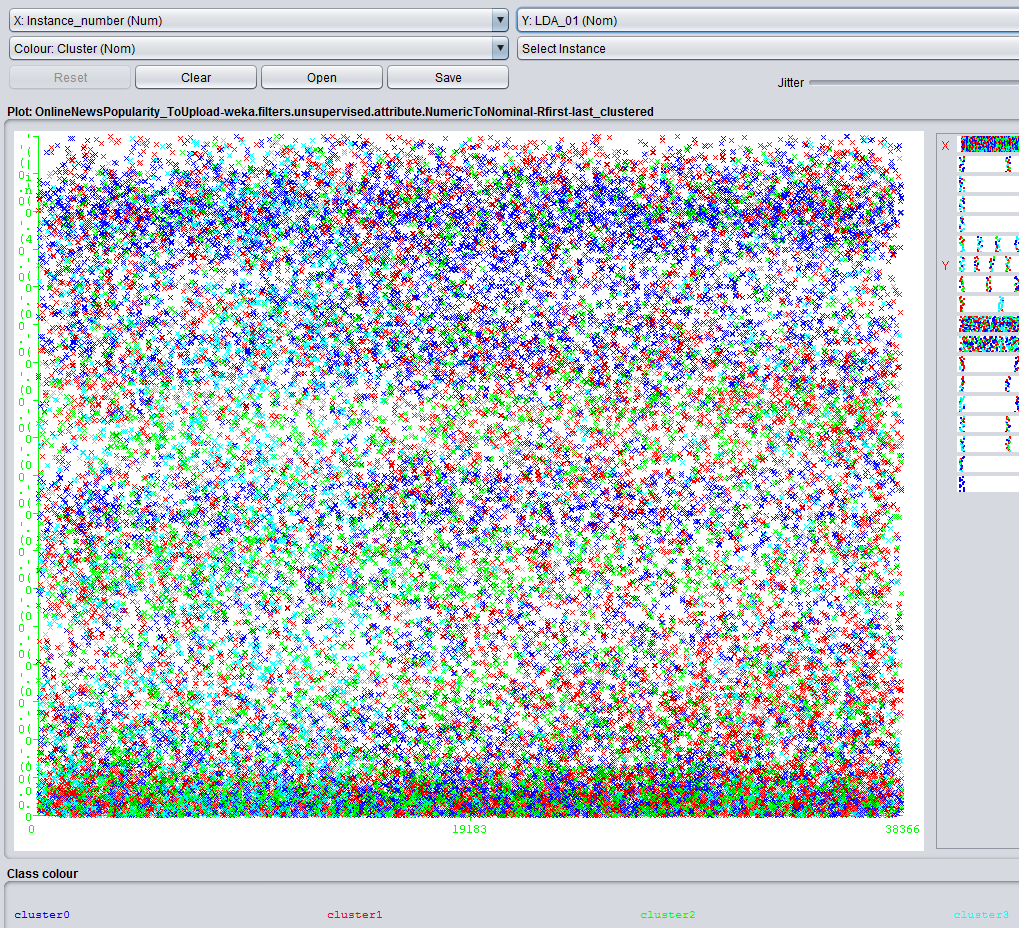 X: Instance_number (Num) Y: LDA_01 (Nom)
Colour: Cluster (Nom) Select Instance
Reset Clear Open Save
Jitter
Plot: OnlineNewsPopularity_ToUpload-weka.filters.unsupervised.attribute.NumericToNominal-Rfirst-last_clustered
X
Y
0 19183 38366
Class colour
cluster0 cluster1 cluster2 cluster3